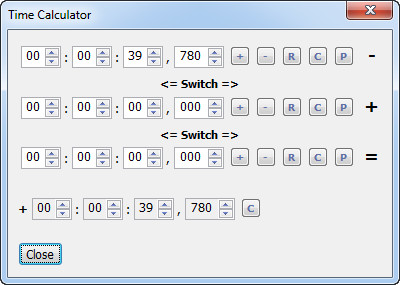 Time Calculator
00 : 00 : 39 , 780 + - R C P -
<= Switch =>
00 : 00 : 00 , 000 + - R C P +
<= Switch =>
00 : 00 : 00 , 000 + - R C P =
+ 00 : 00 : 39 , 780 C
Close